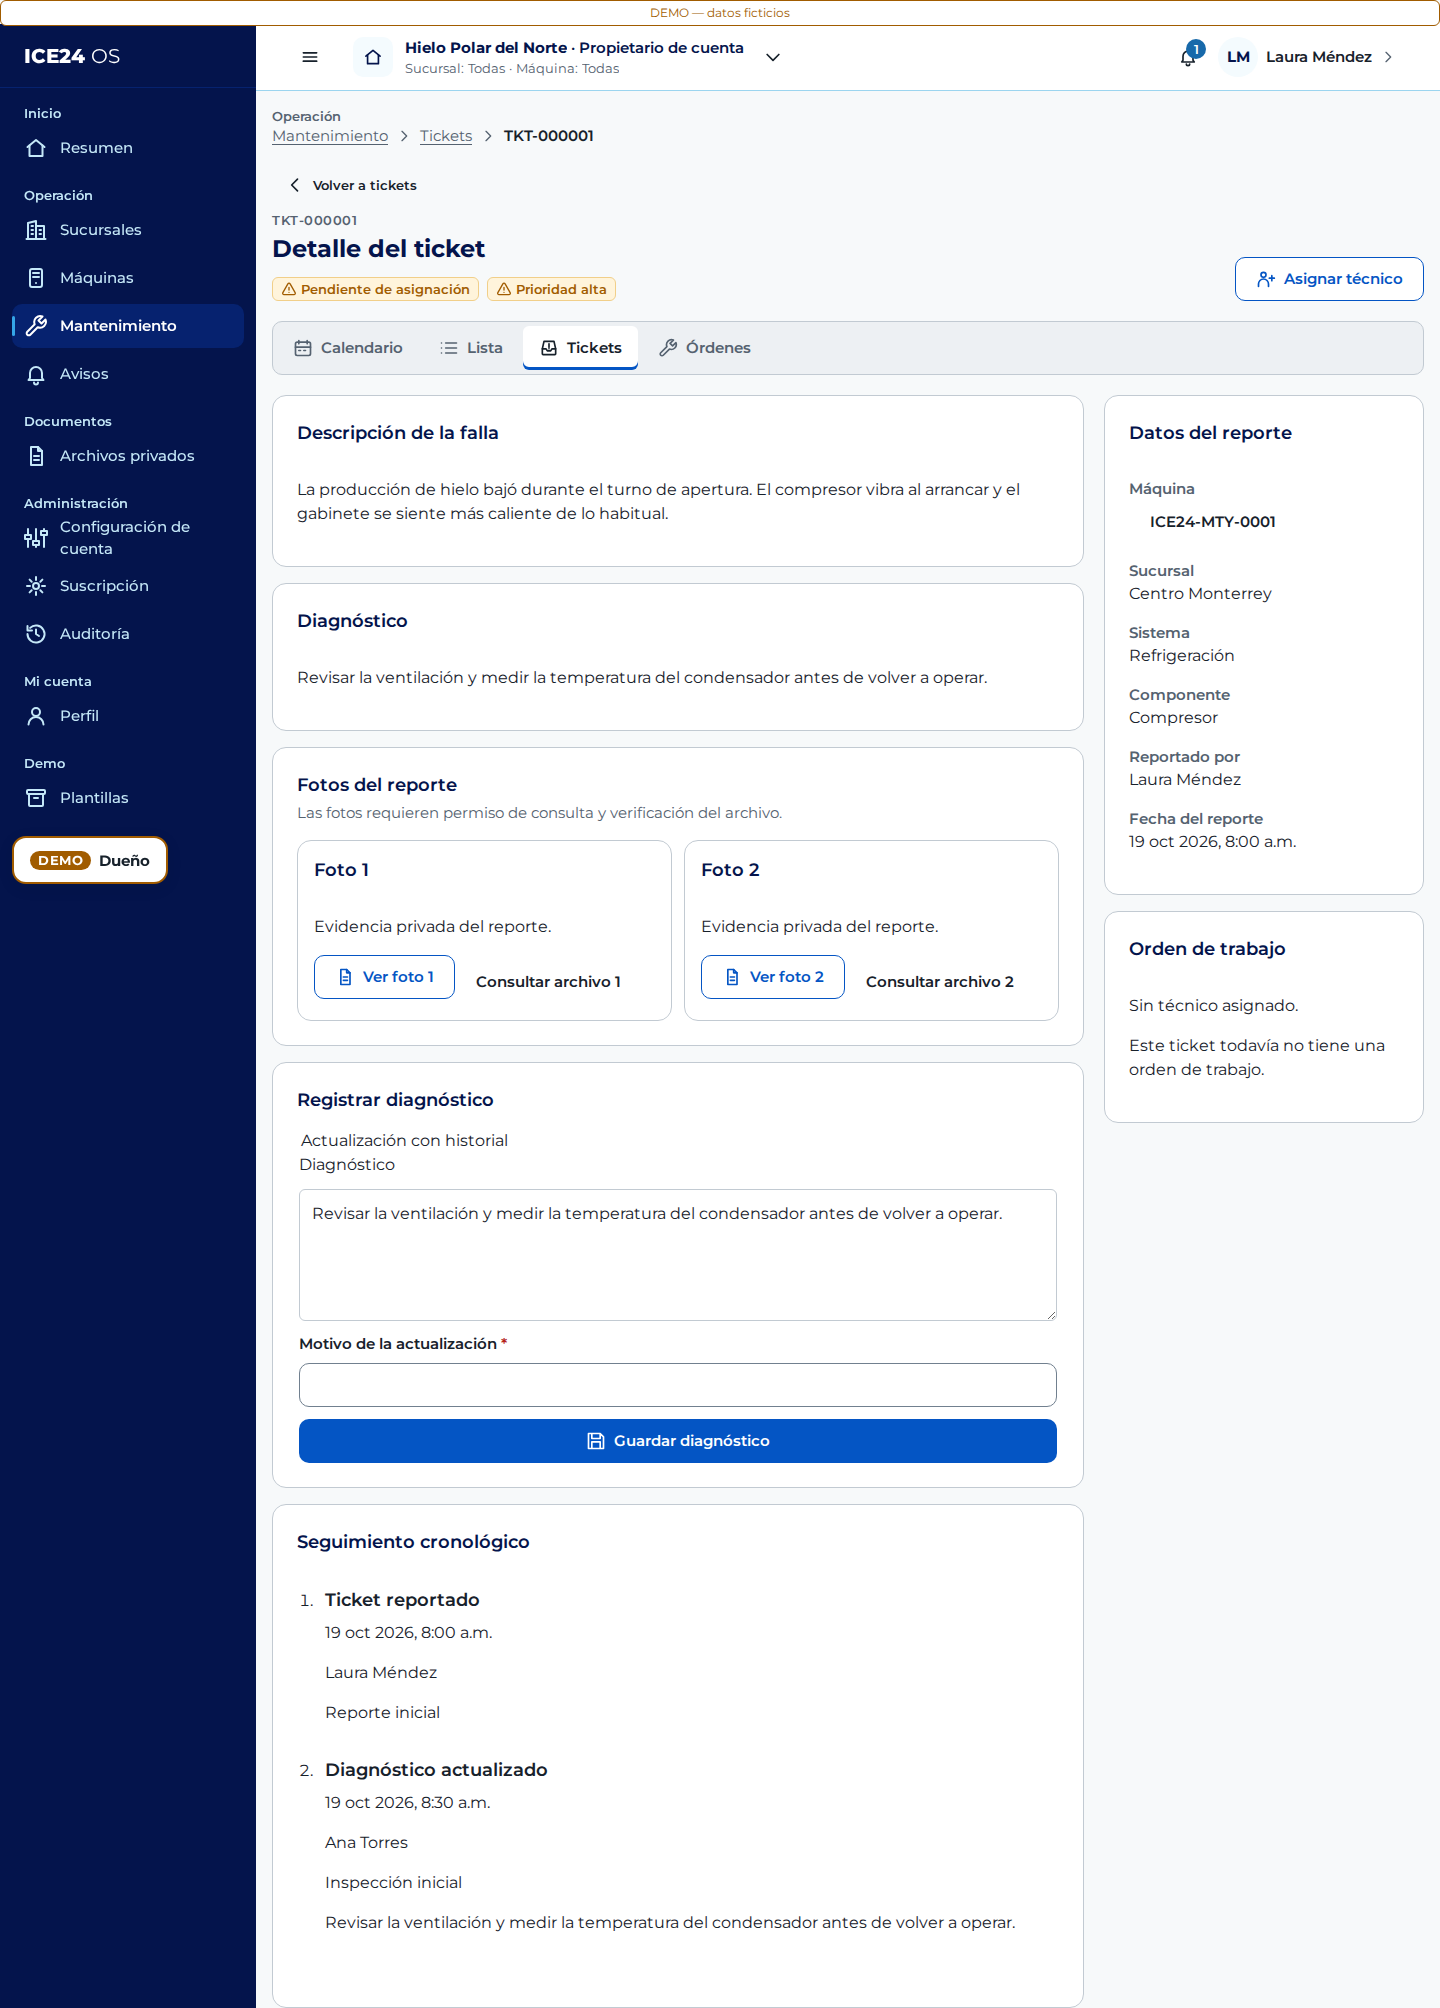 DEMO — datos ficticios
ICE24 OS
Inicio
Resumen
Operación
Sucursales
Máquinas
Mantenimiento
Avisos
Documentos
Archivos privados
Administración
Configuración de
cuenta
Suscripción
Auditoría
Mi cuenta
Perfil
Demo
Plantillas
DEMO Dueño
Hielo Polar del Norte · Propietario de cuenta
Sucursal: Todas · Máquina: Todas
1
LM Laura Méndez
Operación
Mantenimiento > Tickets > TKT-000001
Volver a tickets
TKT-000001
Detalle del ticket
Pendiente de asignación
Prioridad alta
Asignar técnico
Calendario
Lista
Tickets
Órdenes
Descripción de la falla
La producción de hielo bajó durante el turno de apertura. El compresor vibra al arrancar y el
gabinete se siente más caliente de lo habitual.
Diagnóstico
Revisar la ventilación y medir la temperatura del condensador antes de volver a operar.
Fotos del reporte
Las fotos requieren permiso de consulta y verificación del archivo.
Foto 1
Evidencia privada del reporte.
Ver foto 1
Consultar archivo 1
Foto 2
Evidencia privada del reporte.
Ver foto 2
Consultar archivo 2
Registrar diagnóstico
Actualización con historial
Diagnóstico
Revisar la ventilación y medir la temperatura del condensador antes de volver a operar.
Motivo de la actualización *
Guardar diagnóstico
Seguimiento cronológico
1. Ticket reportado
19 oct 2026, 8:00 a.m.
Laura Méndez
Reporte inicial
2. Diagnóstico actualizado
19 oct 2026, 8:30 a.m.
Ana Torres
Inspección inicial
Revisar la ventilación y medir la temperatura del condensador antes de volver a operar.
Datos del reporte
Máquina
ICE24-MTY-0001
Sucursal
Centro Monterrey
Sistema
Refrigeración
Componente
Compresor
Reportado por
Laura Méndez
Fecha del reporte
19 oct 2026, 8:00 a.m.
Orden de trabajo
Sin técnico asignado.
Este ticket todavía no tiene una
orden de trabajo.